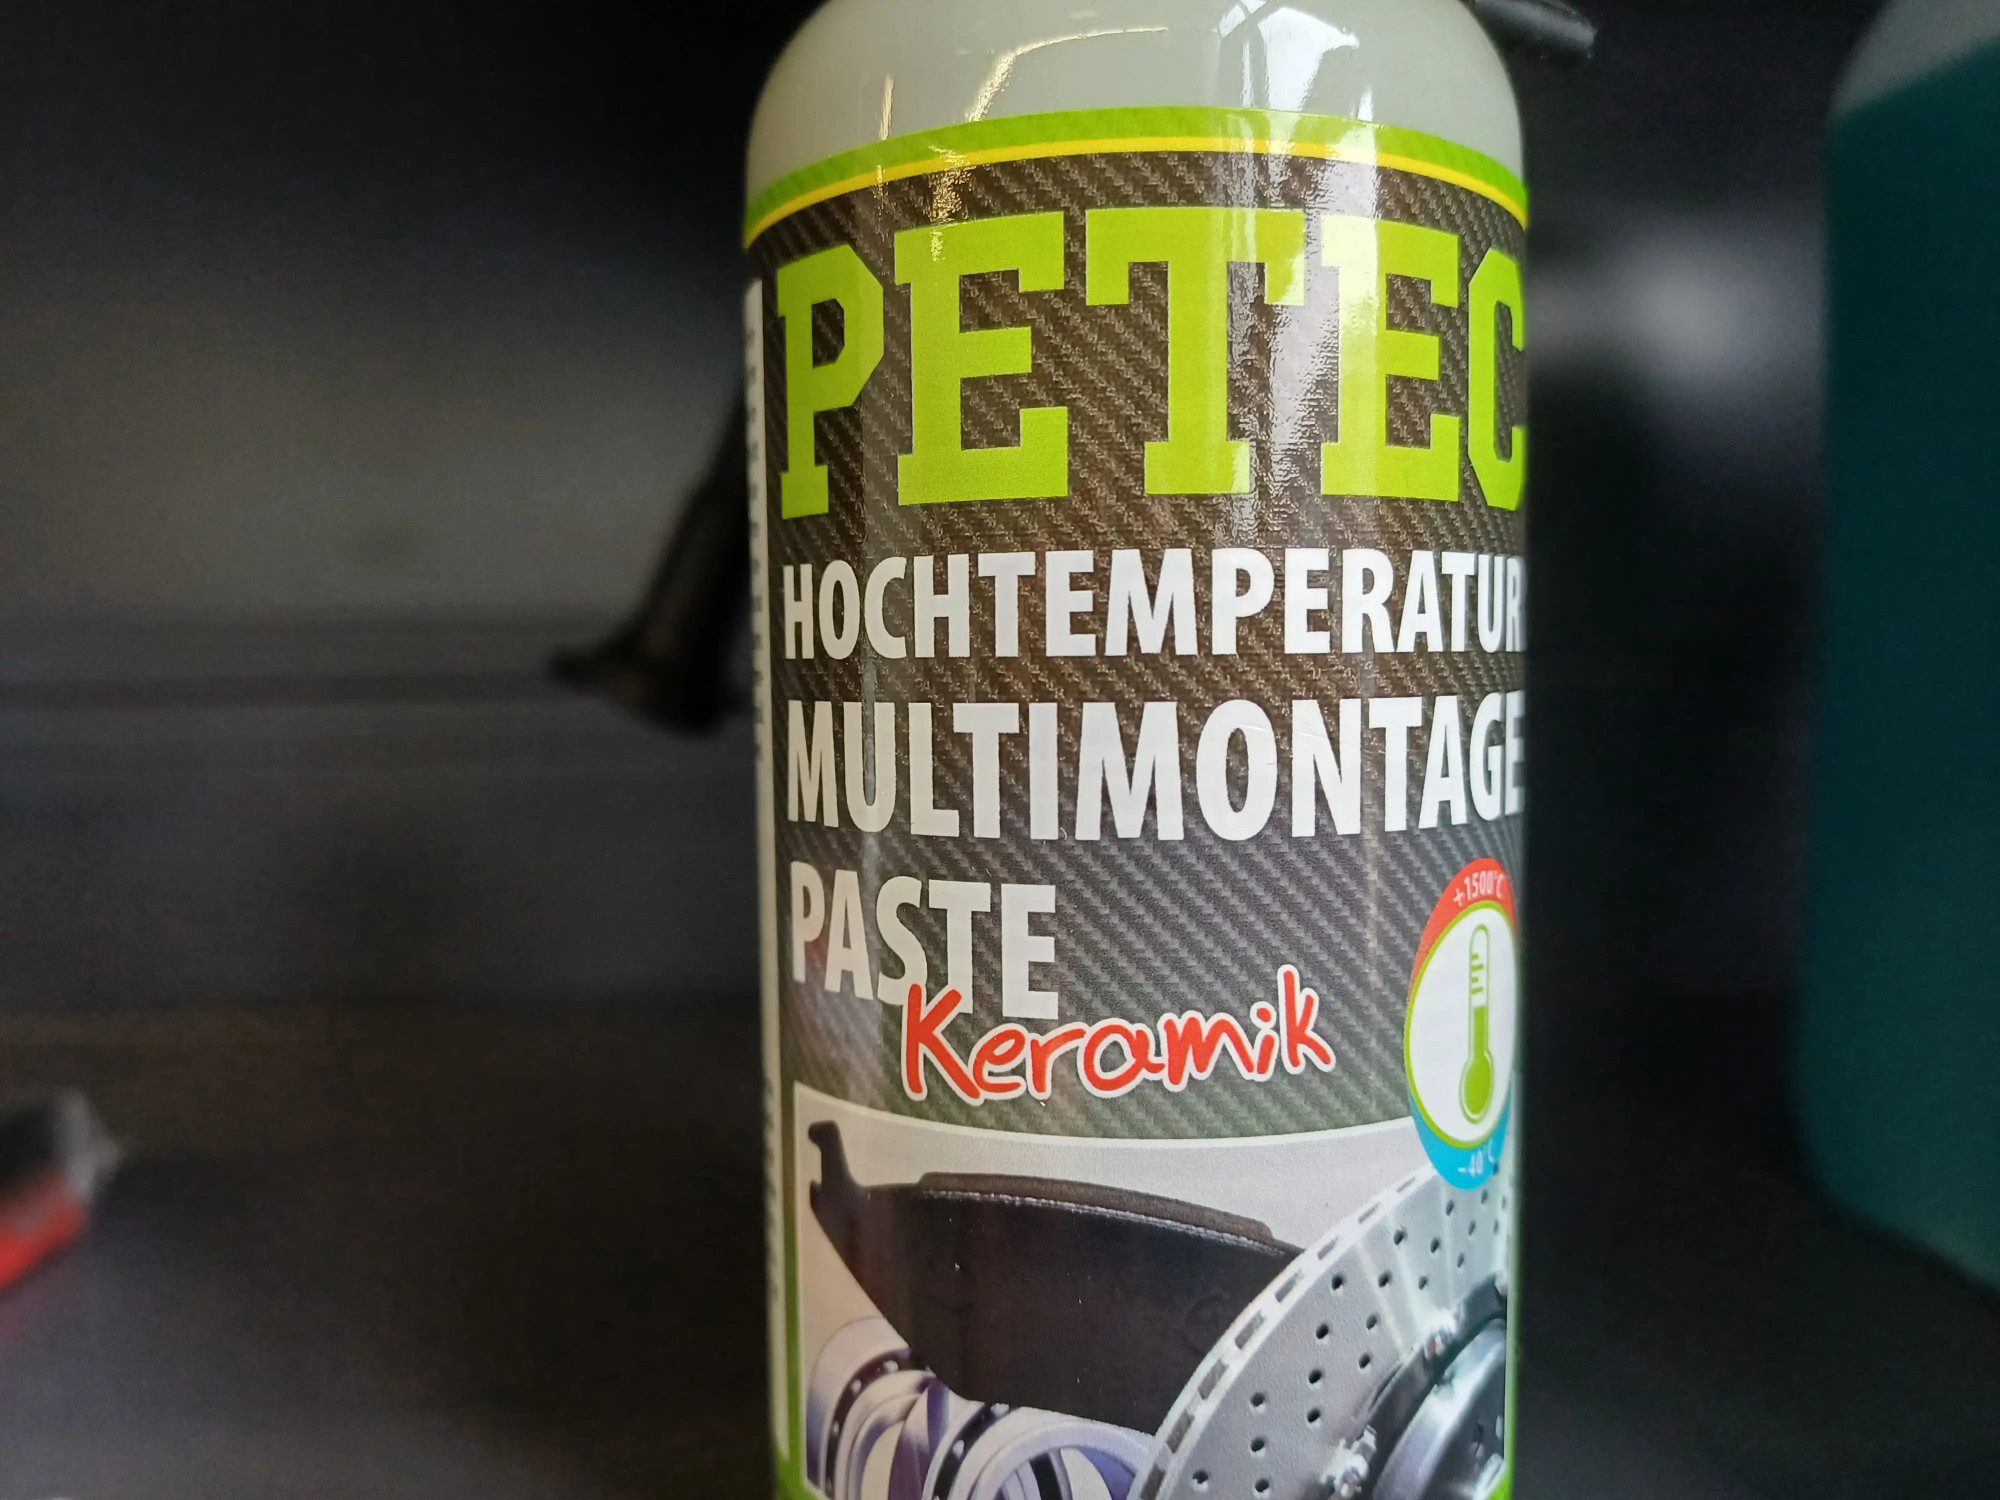 PETEC
HOCHTEMPERATUR
MULTIMONTAGE
PASTE
Keramik
+1500°C
-40°C